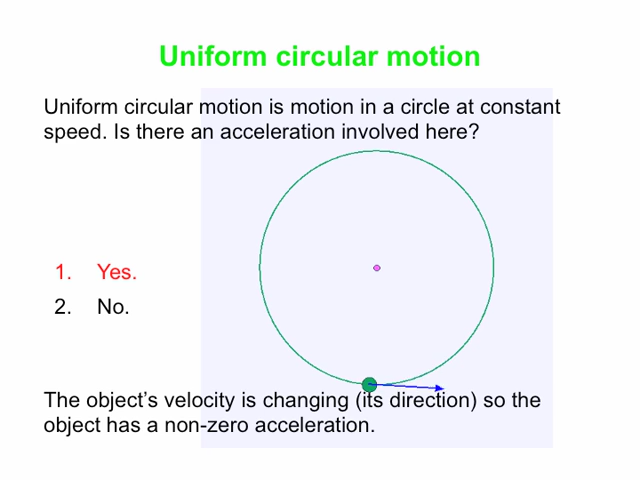 Uniform circular motion
Uniform circular motion is motion in a circle at constant
speed. Is there an acceleration involved here?
1. Yes.
2. No.
The object’s velocity is changing (its direction) so the
object has a non-zero acceleration.